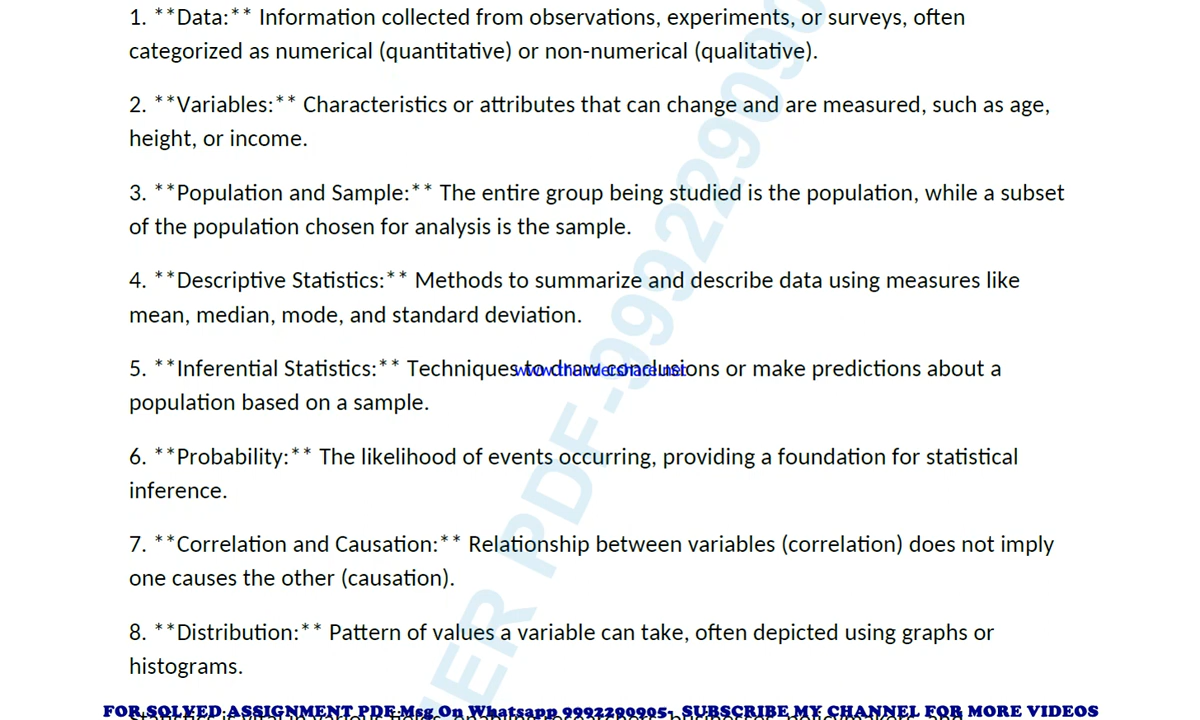 1. **Data:** Information collected from observations, experiments, or surveys, often
categorized as numerical (quantitative) or non-numerical (qualitative).
2. **Variables:** Characteristics or attributes that can change and are measured, such as age,
height, or income.
3. **Population and Sample:** The entire group being studied is the population, while a subset
of the population chosen for analysis is the sample.
4. **Descriptive Statistics:** Methods to summarize and describe data using measures like
mean, median, mode, and standard deviation.
5. **Inferential Statistics:** Techniques to draw conclusions or make predictions about a
www.thundershare.net
population based on a sample.
6. **Probability:** The likelihood of events occurring, providing a foundation for statistical
inference.
7. **Correlation and Causation:** Relationship between variables (correlation) does not imply
one causes the other (causation).
8. **Distribution:** Pattern of values a variable can take, often depicted using graphs or
histograms.
FOR SOLVED ASSIGNMENT PDF Msg On Whatsapp 9992290905, SUBSCRIBE MY CHANNEL FOR MORE VIDEOS
PDF-999229090